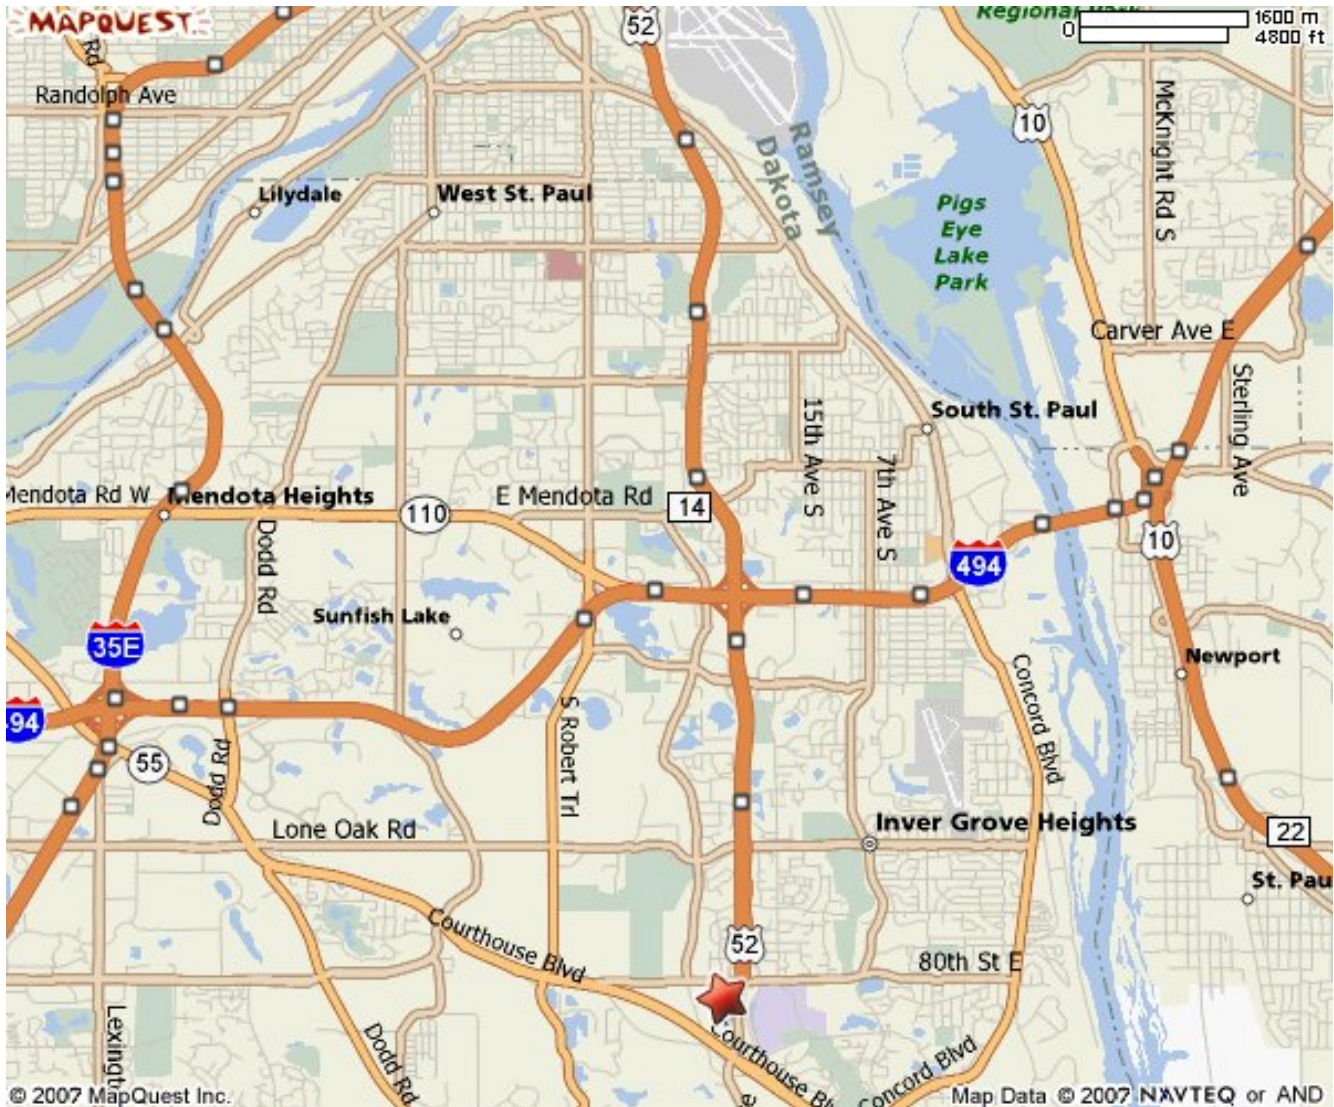 MAPQUEST.
52
Regional Park
1600 m
0
4800 ft
Rd
Randolph Ave
10
McKnight Rd S
Ramsey
Dakota
Lilydale
West St. Paul
Pigs
Eye
Lake
Park
Carver Ave E
Sterling Ave
15th Ave S
South St. Paul
7th Ave S
Mendota Rd W
Mendota Heights
E Mendota Rd
14
110
Dodd Rd
10
494
Sunfish Lake
35E
Newport
Concord Blvd
S Robert Trl
494
55
Dodd Rd
Lone Oak Rd
Inver Grove Heights
22
St. Pau
Courthouse Blvd
52
80th St E
Lexingto
Dodd Rd
Courthouse Blv
Concord Blvd
e
© 2007 MapQuest Inc.
Map Data © 2007 NAVTEQ or AND